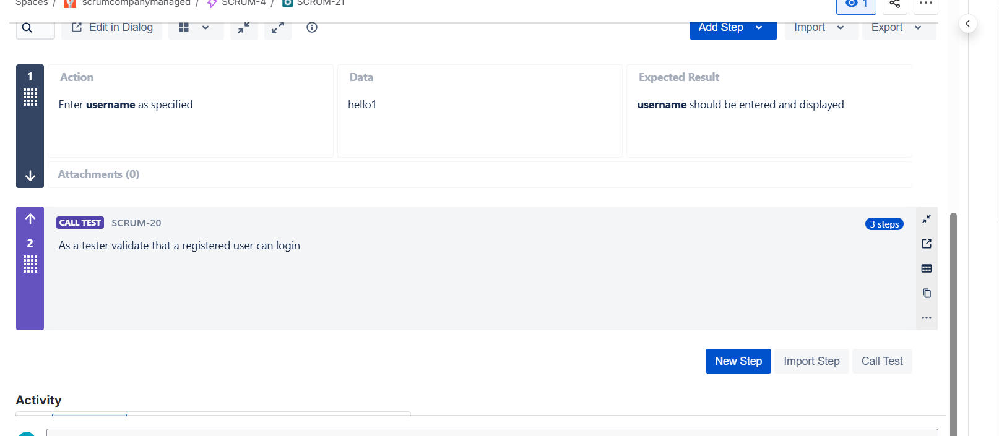 Spaces / scrumcompanymanaged / SCRUM-4 / SCRUM-21
1
Edit in Dialog
Add Step
Import
Export
1
Action
Data
Expected Result
Enter username as specified
hello1
username should be entered and displayed
Attachments (0)
CALL TEST SCRUM-20
3 steps
2
As a tester validate that a registered user can login
New Step
Import Step
Call Test
Activity